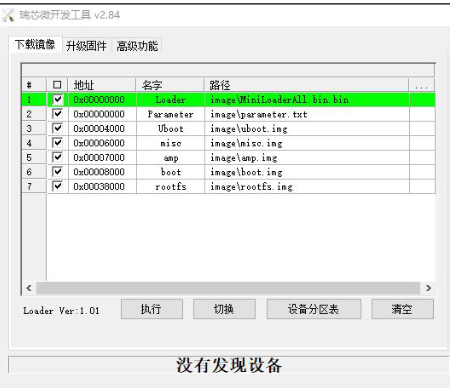 瑞芯微开发工具 v2.84
下载镜像 升级固件 高级功能
# 地址 名字 路径 ...
1 0x00000000 Loader image\MiniLoaderAll.bin.bin
2 0x00000000 Parameter image\parameter.txt
3 0x00004000 Uboot image\uboot.img
4 0x00006000 misc image\misc.img
5 0x00007000 amp image\amp.img
6 0x00008000 boot image\boot.img
7 0x00038000 rootfs image\rootfs.img
Loader Ver:1.01 执行 切换 设备分区表 清空
没有发现设备